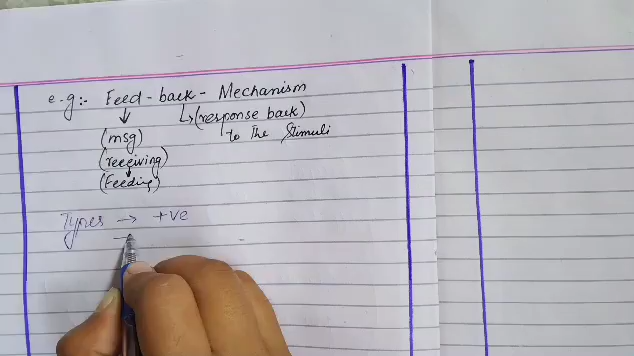 e.g:- Feed-back-Mechanism
↓ ↳(response back)
(msg) to The Stimuli
(receiving)
(Feeding)
Types → +ve